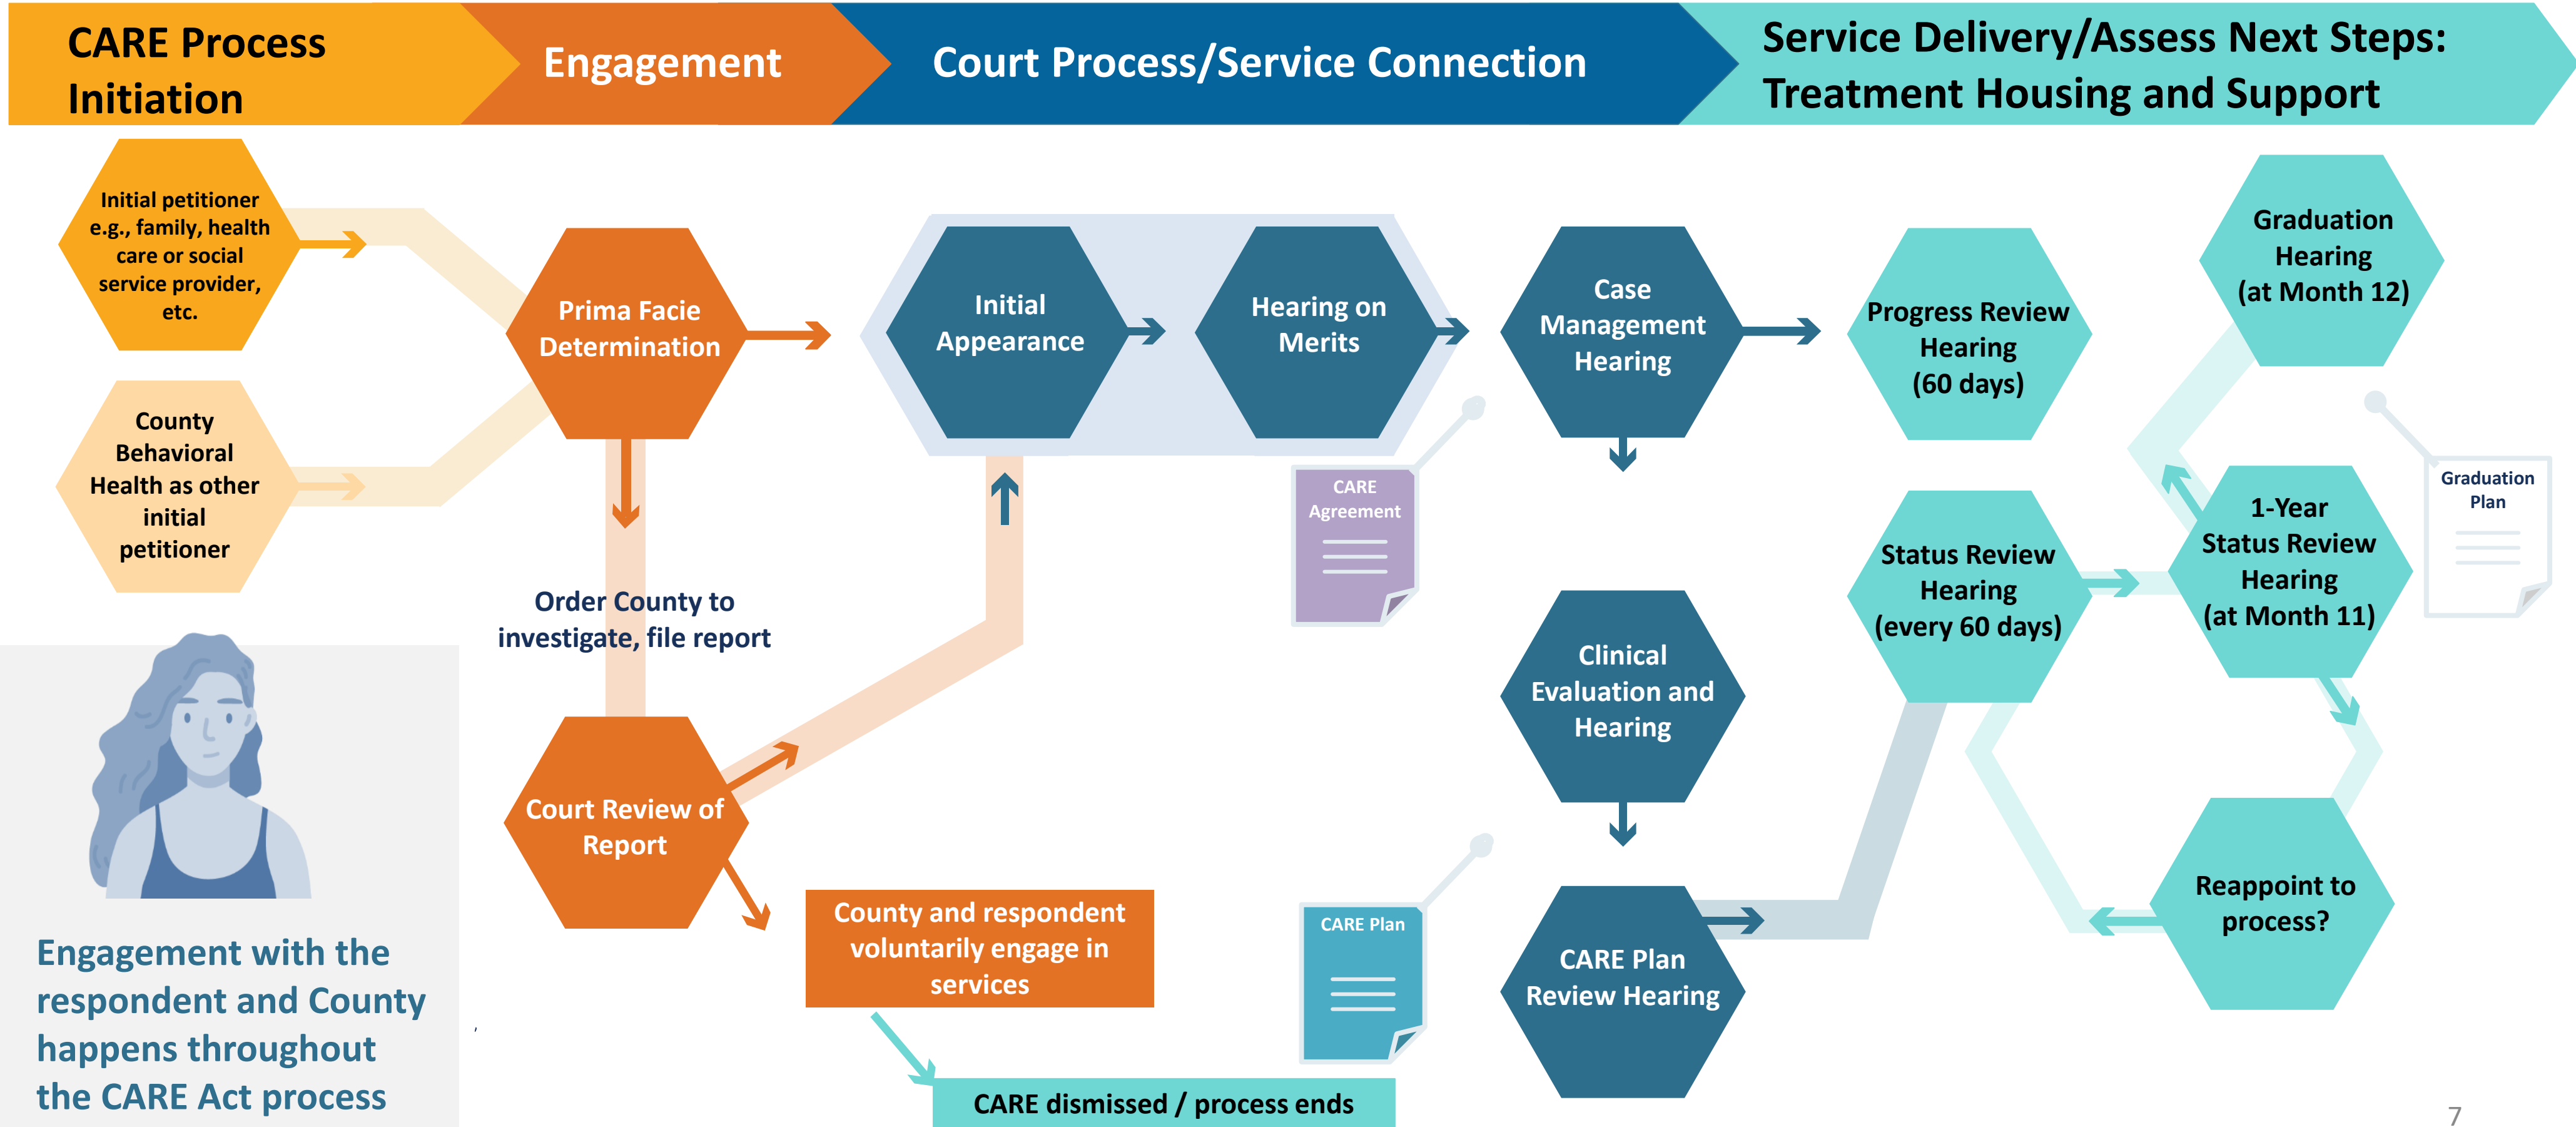 CARE Process
Initiation
Engagement
Court Process/Service Connection
Service Delivery/Assess Next Steps:
Treatment Housing and Support
Initial petitioner
e.g., family, health
care or social
service provider,
etc.
County
Behavioral
Health as other
initial
petitioner
Prima Facie
Determination
Order County to
investigate, file report
Court Review of
Report
County and respondent
voluntarily engage in
services
CARE dismissed / process ends
Initial
Appearance
Hearing on
Merits
CARE
Agreement
Case
Management
Hearing
Clinical
Evaluation and
Hearing
CARE Plan
CARE Plan
Review Hearing
Progress Review
Hearing
(60 days)
Status Review
Hearing
(every 60 days)
Graduation
Hearing
(at Month 12)
1-Year
Status Review
Hearing
(at Month 11)
Graduation
Plan
Reappoint to
process?
Engagement with the
respondent and County
happens throughout
the CARE Act process
,
7